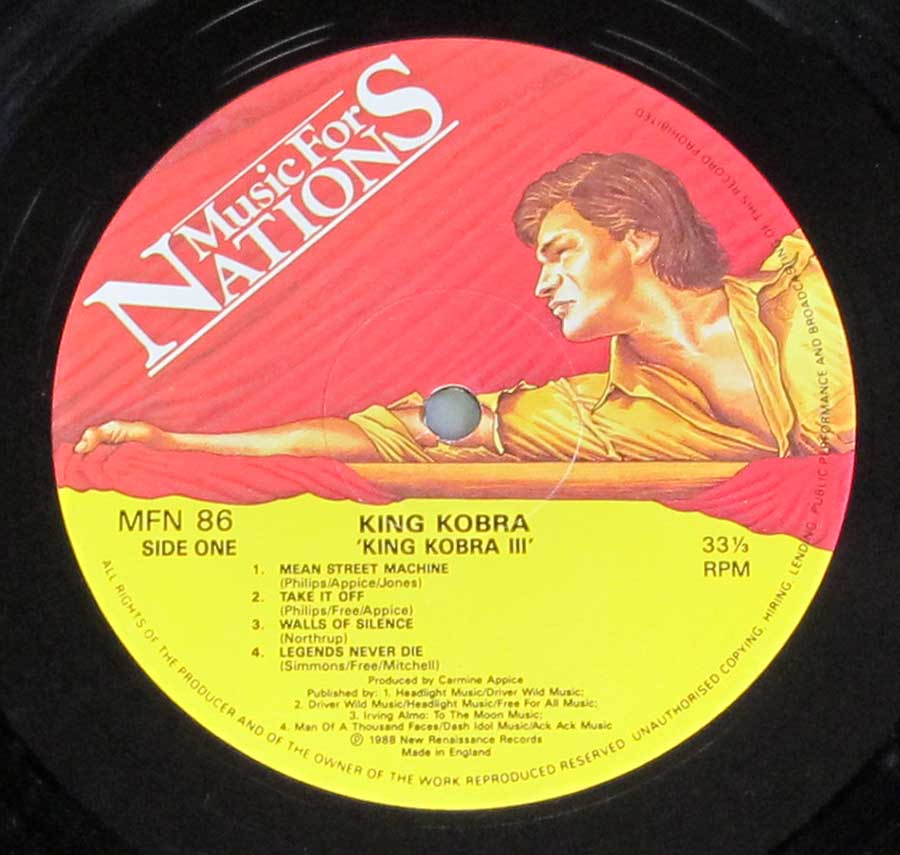 Music For
NATIONS
MFN 86
SIDE ONE
KING KOBRA
'KING KOBRA III'
33⅓
RPM
1. MEAN STREET MACHINE
(Philips/Appice/Jones)
2. TAKE IT OFF
(Philips/Free/Appice)
3. WALLS OF SILENCE
(Northrup)
4. LEGENDS NEVER DIE
(Simmons/Free/Mitchell)
Produced by Carmine Appice
Published by: 1. Headlight Music/Driver Wild Music;
2. Driver Wild Music/Headlight Music/Free For All Music;
3. Irving Almo: To The Moon Music;
4. Man Of A Thousand Faces/Dash Idol Music/Ack Ack Music
℗ 1988 New Renaissance Records
Made in England
ALL RIGHTS OF THE PRODUCER AND OF THE OWNER OF THE WORK REPRODUCED RESERVED. UNAUTHORISED COPYING, HIRING, LENDING, PUBLIC PERFORMANCE AND BROADCASTING OF THIS RECORD PROHIBITED